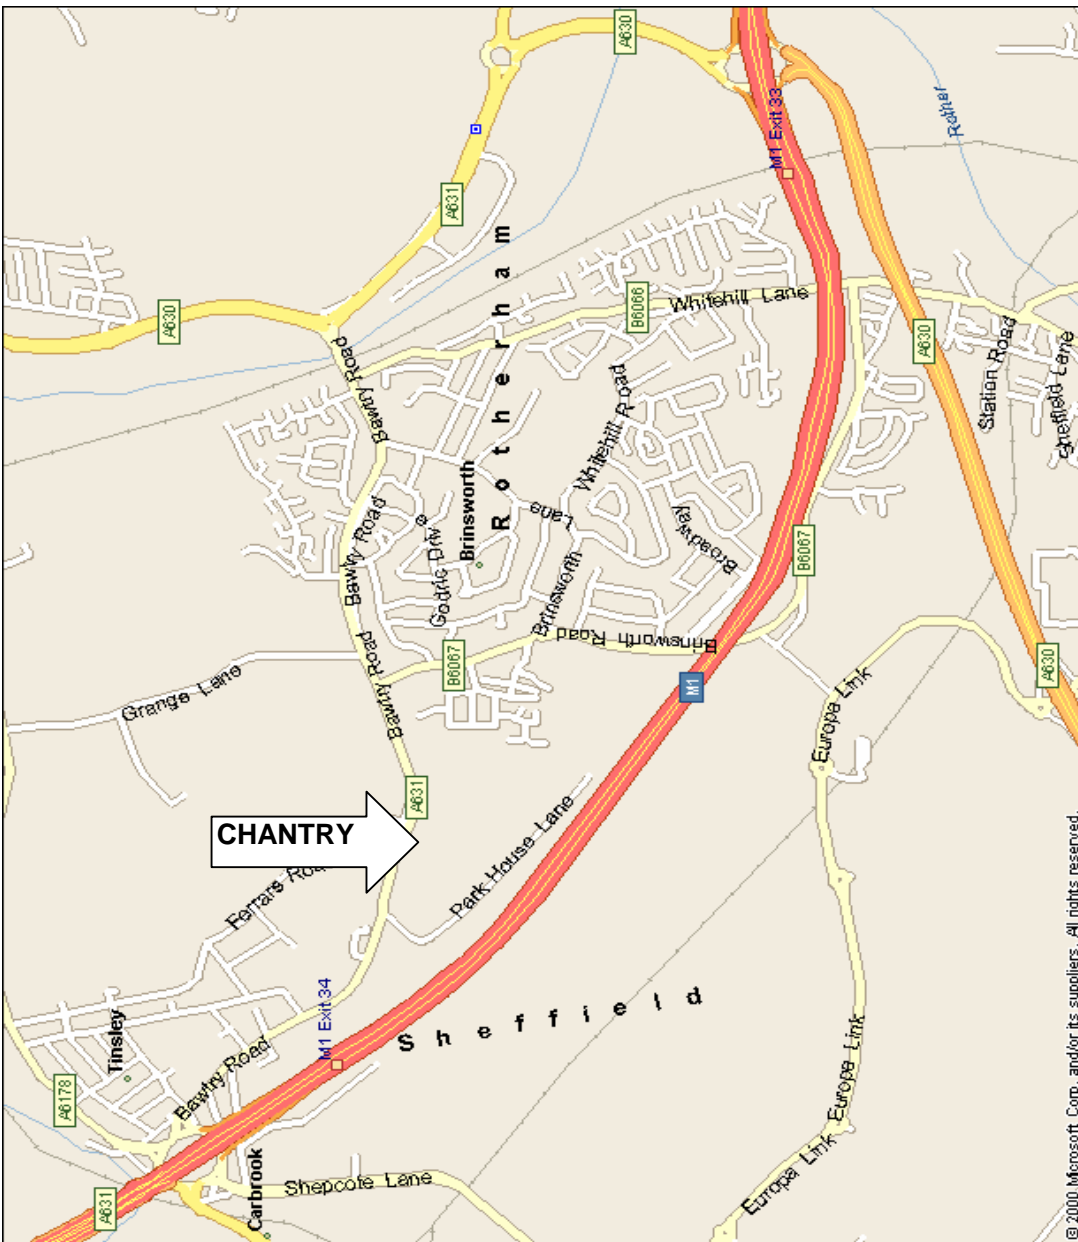 A630
A630
A631
M1 Exit 33
Rother
Rotherham
B6066
Whitehill Lane
A630
Station Road
Sheffield Lane
Bawtry Road
Bawtry Road
Bawtry Road
Bawtry Road
Godric Drive
Brinsworth
Whitehill Road
Brinsworth
Lane
Broadway
B6067
Brinsworth Road
B6067
Grange Lane
M1
Europa Link
A630
A631
CHANTRY
Ferrars Road
Park House Lane
M1 Exit 34
Sheffield
Tinsley
A6178
Bawtry Road
Carbrook
A631
Shepcote Lane
Europa Link
Europa Link
© 2000 Microsoft Corp. and/or its suppliers. All rights reserved.